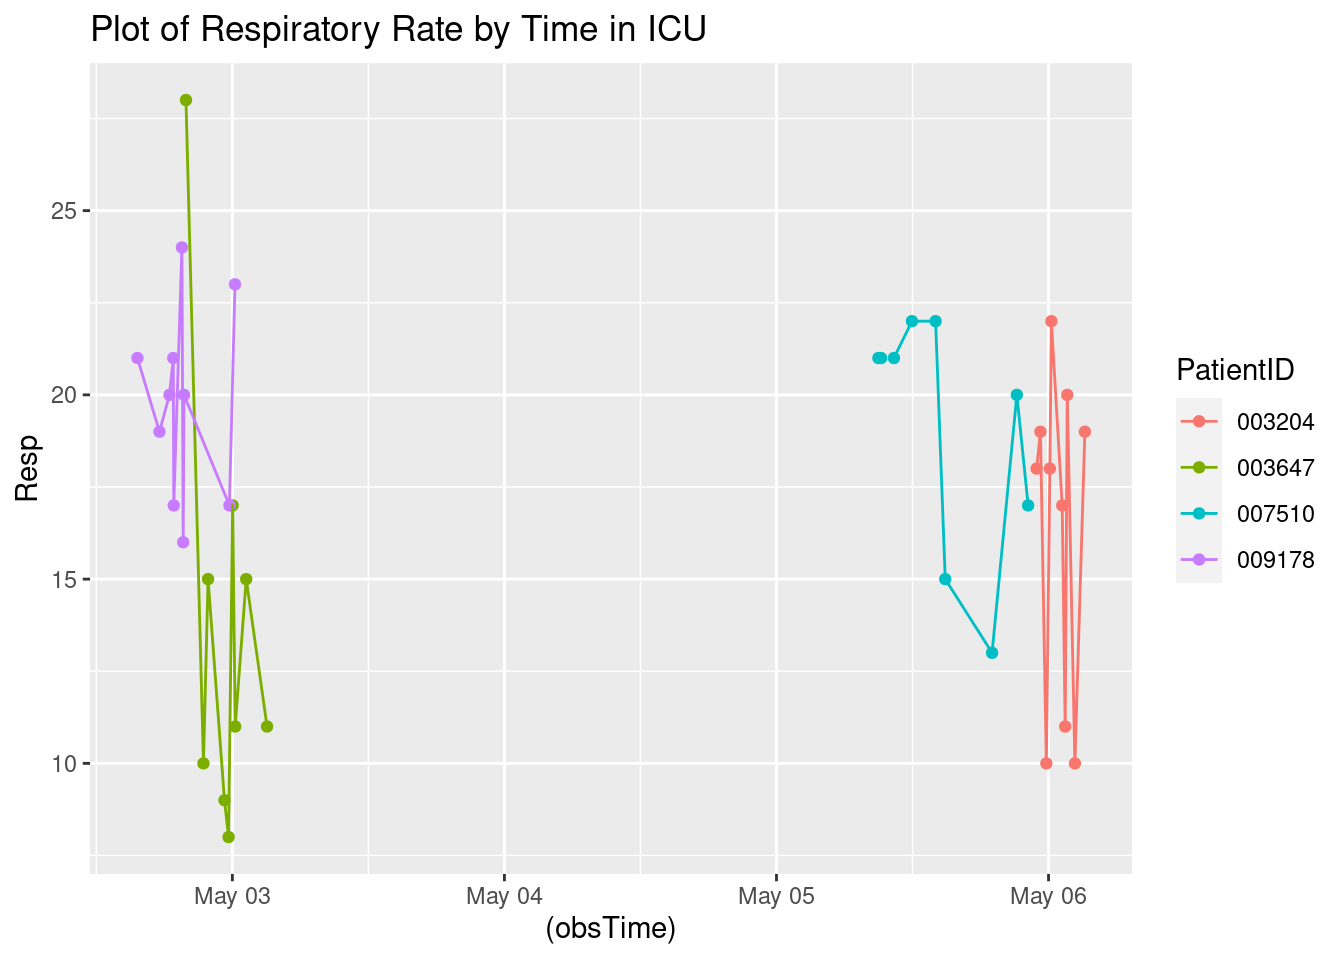 Plot of Respiratory Rate by Time in ICU
Resp
25
20
15
10
May 03
May 04
May 05
May 06
(obsTime)
PatientID
003204
003647
007510
009178